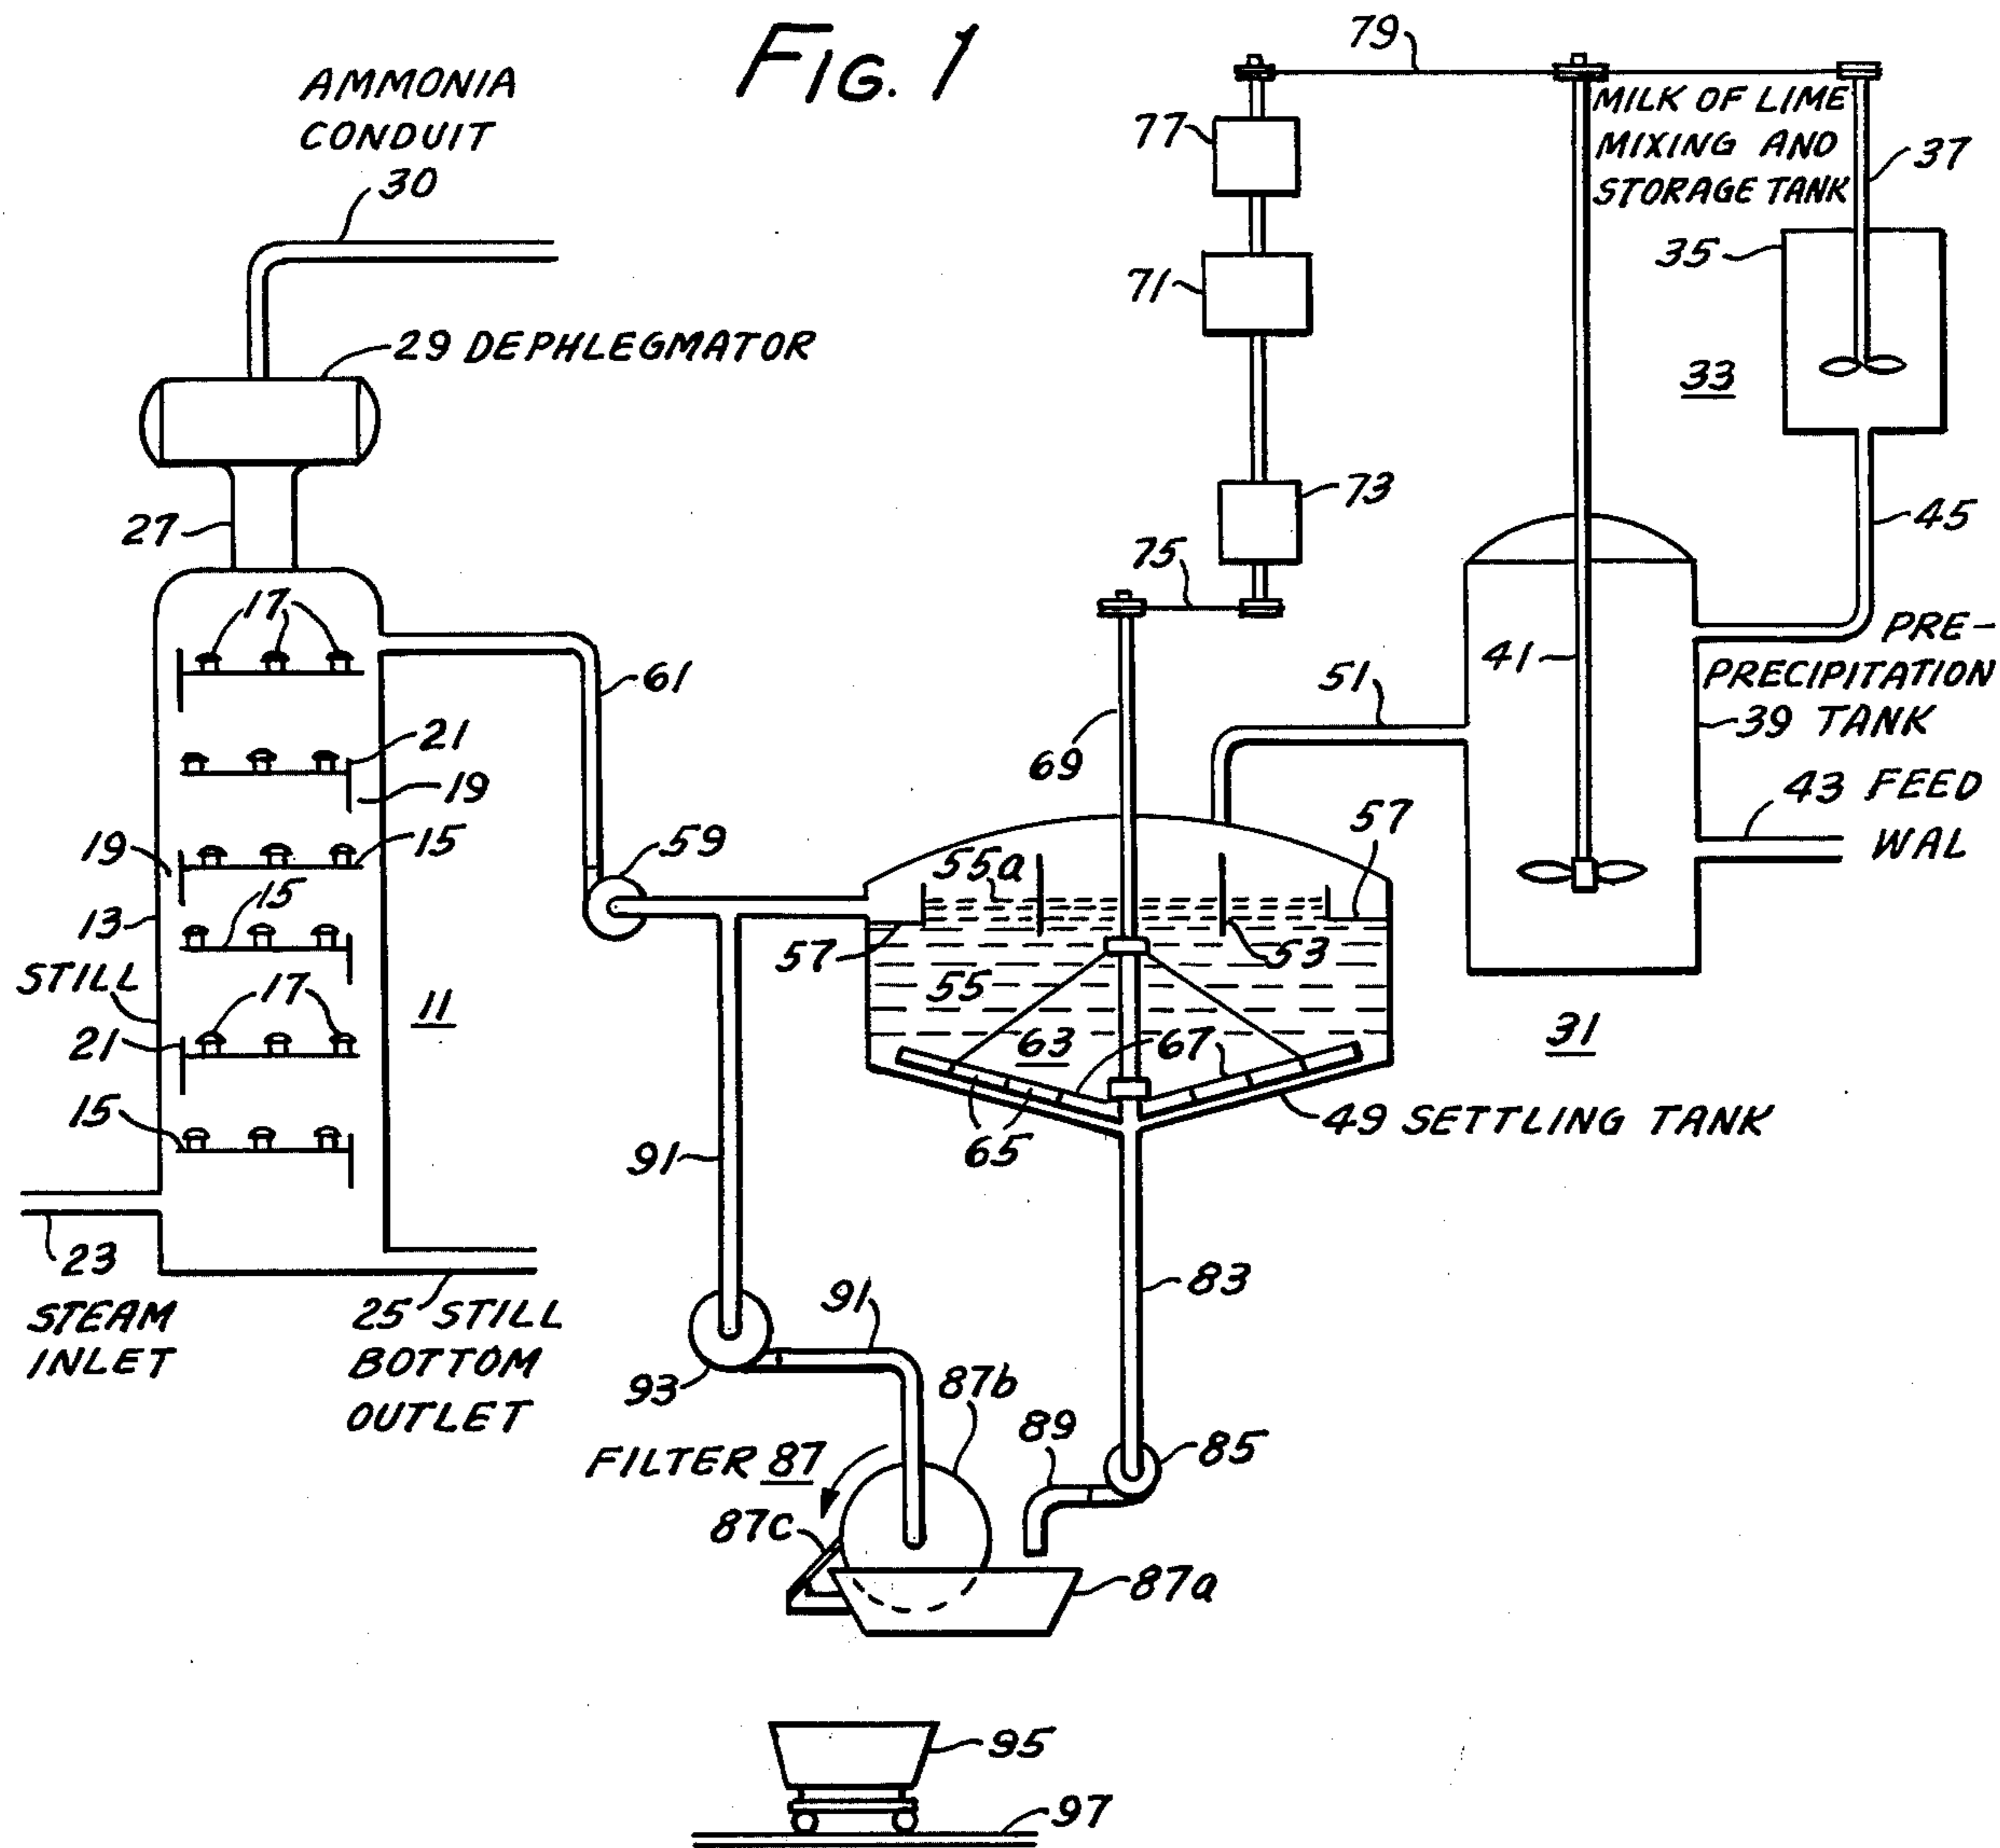 FIG. 1
79
AMMONIA
CONDUIT
30
77
MILK OF LIME
MIXING AND
STORAGE TANK
37
35
71
29 DEPHLEGMATOR
33
73
27
45
75
17
PRE-
PRECIPITATION
39 TANK
41
51
61
21
69
19
43 FEED
WAL
57
59
55a
19
15
15
13
57
53
STILL
55
17
11
31
21
63
67
15
49 SETTLING TANK
65
91
23
STEAM
INLET
25 STILL
BOTTOM
OUTLET
83
91
93
87b
89
85
FILTER 87
87c
87a
95
97